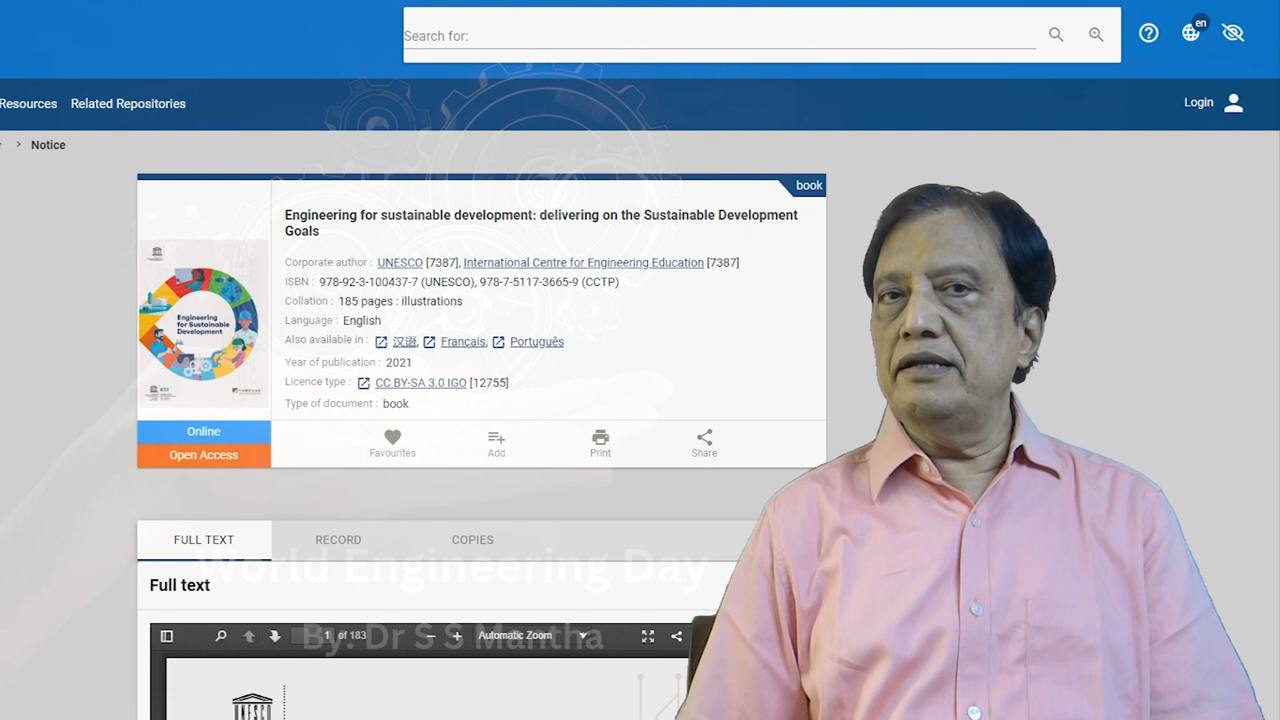 Search for:
en
Resources Related Repositories
Login
> Notice
book
Engineering for sustainable development: delivering on the Sustainable Development
Goals
Corporate author : UNESCO [7387], International Centre for Engineering Education [7387]
ISBN : 978-92-3-100437-7 (UNESCO), 978-7-5117-3665-9 (CCTP)
Collation : 185 pages : illustrations
Language : English
Also available in : 汉语, Français, Português
Year of publication : 2021
Licence type : CC BY-SA 3.0 IGO [12755]
Type of document : book
Engineering
for Sustainable
Development
Online
Open Access
Favourites Add Print Share
FULL TEXT RECORD COPIES
World Engineering Day
Full text
1 of 183 − + Automatic Zoom
By: Dr S S Mantha
UNESCO